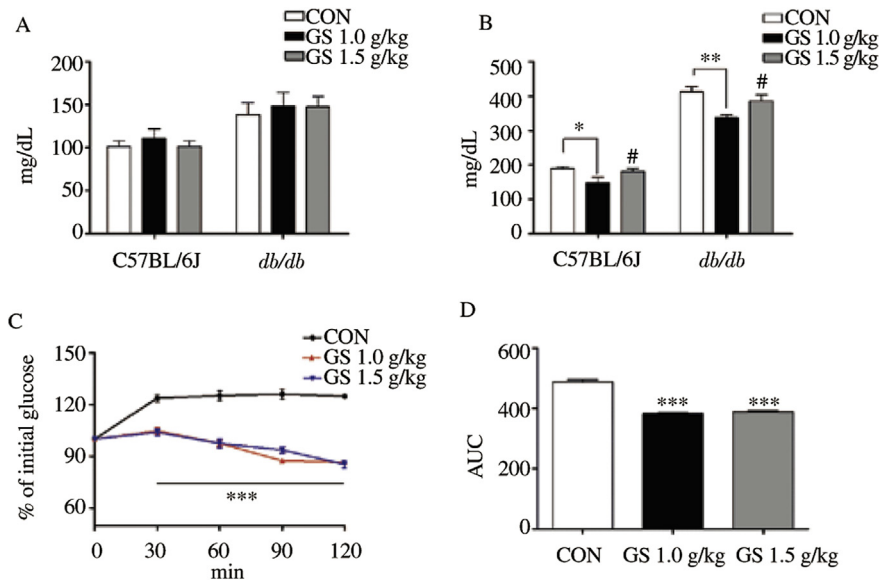 A
CON
GS 1.0 g/kg
GS 1.5 g/kg
mg/dL
200
150
100
50
0
C57BL/6J
db/db
B
CON
GS 1.0 g/kg
GS 1.5 g/kg
mg/dL
500
400
300
200
100
0
*
#
**
#
C57BL/6J
db/db
C
CON
GS 1.0 g/kg
GS 1.5 g/kg
% of initial glucose
150
120
90
60
***
0 30 60 90 120
min
D
AUC
600
400
200
0
*** ***
CON GS 1.0 g/kg GS 1.5 g/kg